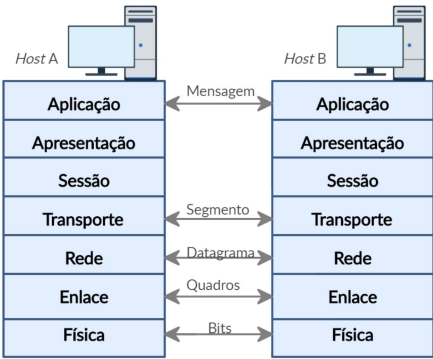 Host A
Host B
Aplicação
Mensagem
Aplicação
Apresentação
Apresentação
Sessão
Sessão
Transporte
Segmento
Transporte
Rede
Datagrama
Rede
Enlace
Quadros
Enlace
Física
Bits
Física